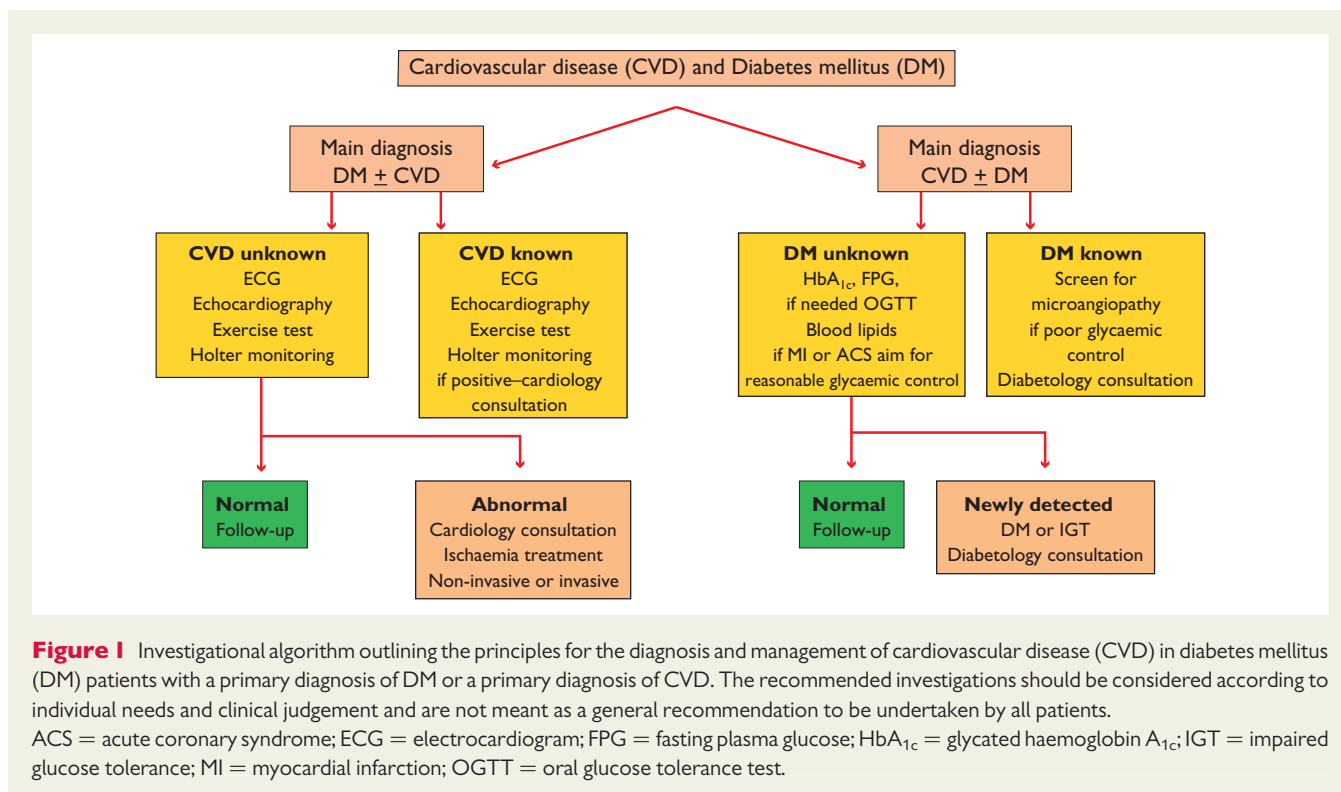 Cardiovascular disease (CVD) and Diabetes mellitus (DM)
Main diagnosis
DM ± CVD
Main diagnosis
CVD ± DM
CVD unknown
ECG
Echocardiography
Exercise test
Holter monitoring
CVD known
ECG
Echocardiography
Exercise test
Holter monitoring
if positive–cardiology
consultation
DM unknown
HbA1c, FPG,
if needed OGTT
Blood lipids
if MI or ACS aim for
reasonable glycaemic control
DM known
Screen for
microangiopathy
if poor glycaemic
control
Diabetology consultation
Normal
Follow-up
Abnormal
Cardiology consultation
Ischaemia treatment
Non-invasive or invasive
Normal
Follow-up
Newly detected
DM or IGT
Diabetology consultation
Figure 1 Investigational algorithm outlining the principles for the diagnosis and management of cardiovascular disease (CVD) in diabetes mellitus
(DM) patients with a primary diagnosis of DM or a primary diagnosis of CVD. The recommended investigations should be considered according to
individual needs and clinical judgement and are not meant as a general recommendation to be undertaken by all patients.
ACS = acute coronary syndrome; ECG = electrocardiogram; FPG = fasting plasma glucose; HbA1c = glycated haemoglobin A1c; IGT = impaired
glucose tolerance; MI = myocardial infarction; OGTT = oral glucose tolerance test.